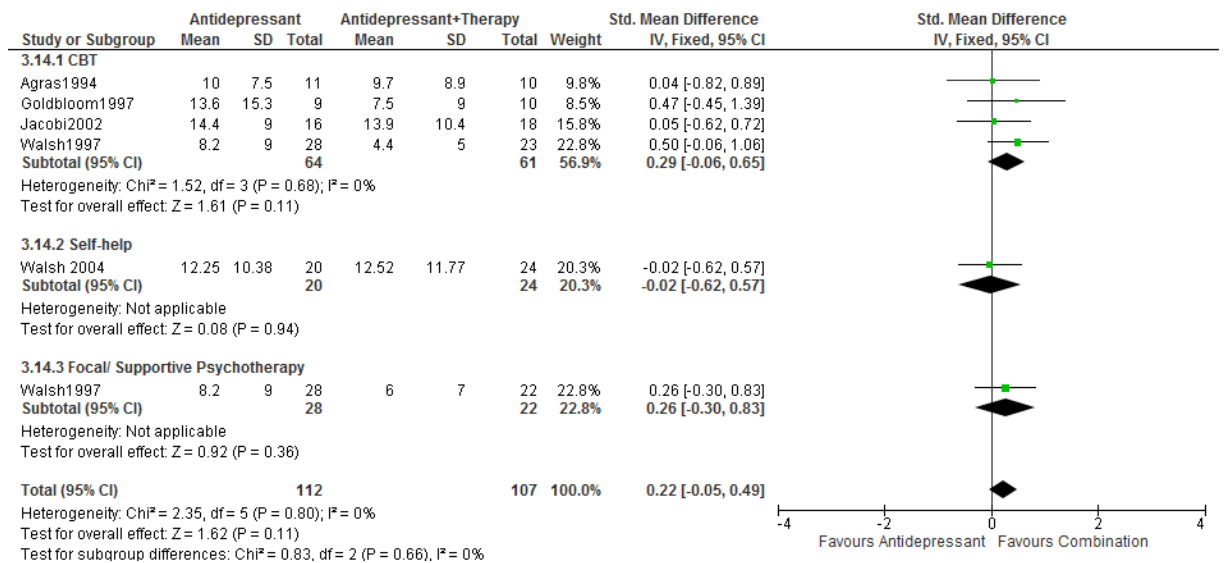 Antidepressant Antidepressant+Therapy Std. Mean Difference Std. Mean Difference
Study or Subgroup Mean SD Total Mean SD Total Weight IV, Fixed, 95% CI IV, Fixed, 95% CI
3.14.1 CBT
Agras1994 10 7.5 11 9.7 8.9 10 9.8% 0.04 [-0.82, 0.89]
Goldbloom1997 13.6 15.3 9 7.5 9 10 8.5% 0.47 [-0.45, 1.39]
Jacobi2002 14.4 9 16 13.9 10.4 18 15.8% 0.05 [-0.62, 0.72]
Walsh1997 8.2 9 28 4.4 5 23 22.8% 0.50 [-0.06, 1.06]
Subtotal (95% CI) 64 61 56.9% 0.29 [-0.06, 0.65]
Heterogeneity: Chi² = 1.52, df = 3 (P = 0.68); I² = 0%
Test for overall effect: Z = 1.61 (P = 0.11)
3.14.2 Self-help
Walsh 2004 12.25 10.38 20 12.52 11.77 24 20.3% -0.02 [-0.62, 0.57]
Subtotal (95% CI) 20 24 20.3% -0.02 [-0.62, 0.57]
Heterogeneity: Not applicable
Test for overall effect: Z = 0.08 (P = 0.94)
3.14.3 Focal/ Supportive Psychotherapy
Walsh1997 8.2 9 28 6 7 22 22.8% 0.26 [-0.30, 0.83]
Subtotal (95% CI) 28 22 22.8% 0.26 [-0.30, 0.83]
Heterogeneity: Not applicable
Test for overall effect: Z = 0.92 (P = 0.36)
Total (95% CI) 112 107 100.0% 0.22 [-0.05, 0.49]
Heterogeneity: Chi² = 2.35, df = 5 (P = 0.80); I² = 0%
Test for overall effect: Z = 1.62 (P = 0.11)
Test for subgroup differences: Chi² = 0.83, df = 2 (P = 0.66), I² = 0%
-4 -2 0 2 4
Favours Antidepressant Favours Combination